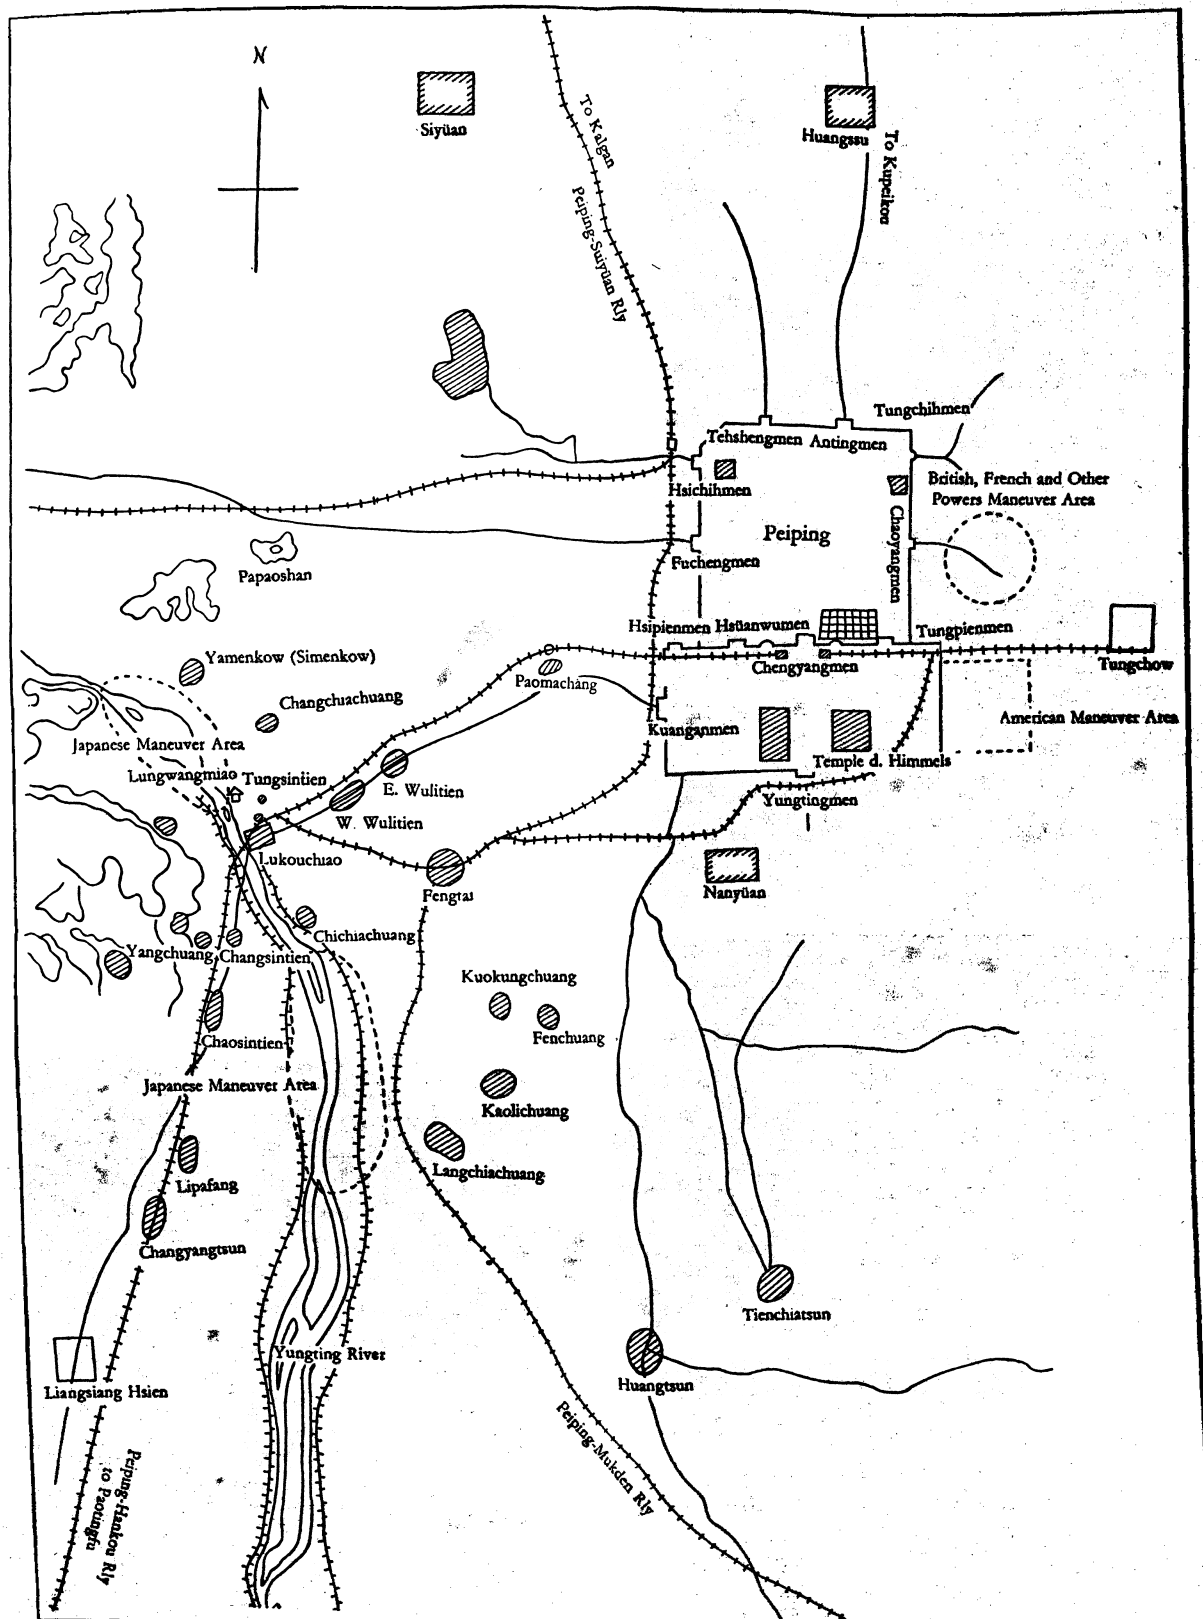 N
Siyüan
To Kalgan
Peiping-Suiyüan Rly
Huangssu
To Kupeikou
Tungchihmen
Tehshengmen
Antingmen
Hsichihmen
British, French and Other
Powers Maneuver Area
Peiping
Chaoyangmen
Fuchengmen
Papaoshan
Hsipienmen
Hsüanwumen
Tungpienmen
Chengyangmen
Tungchow
Yamenkow (Simenkow)
Paomachang
Changchiachuang
Kuanganmen
American Maneuver Area
Japanese Maneuver Area
Temple d. Himmels
Lungwangmiao
Tungsintien
E. Wulitien
Yungtingmen
W. Wulitien
Lukouchiao
Fengtai
Nanyüan
Chichiachuang
Yangchuang
Changsintien
Kuokungchuang
Fenchuang
Chaosintien
Japanese Maneuver Area
Kaolichuang
Langchiachuang
Lipafang
Changyangtsun
Tienchiatsun
Yungting River
Huangtsun
Liangsiang Hsien
Peiping-Mukden Rly
Peiping-Hankou Rly
to Paotingfu